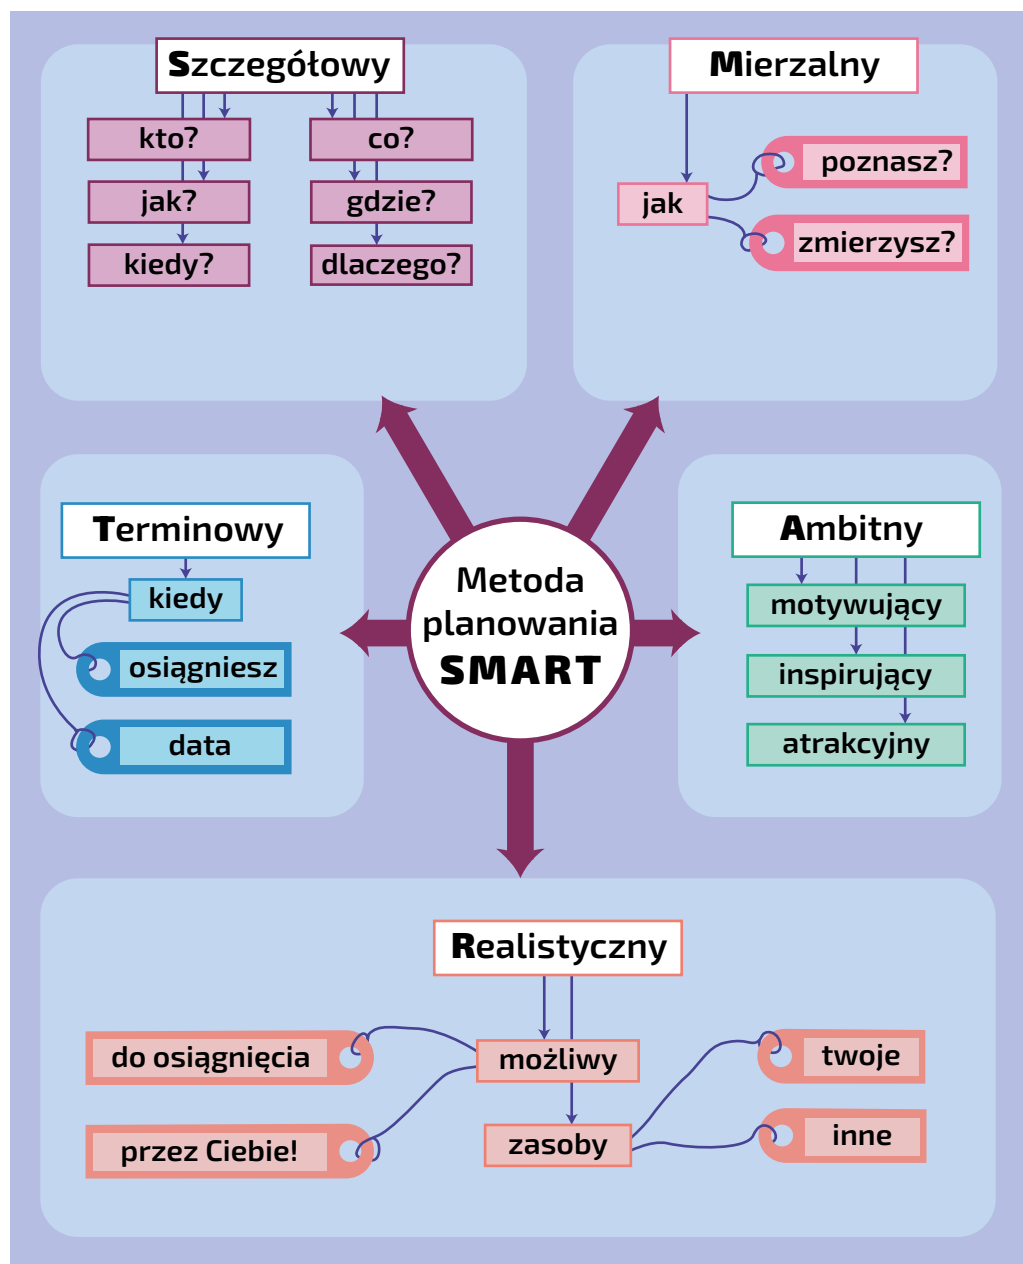 Szczegółowy
kto?
co?
jak?
gdzie?
kiedy?
dlaczego?
Mierzalny
jak
poznasz?
zmierzysz?
Terminowy
kiedy
osiągniesz
data
Metoda
planowania
SMART
Ambitny
motywujący
inspirujący
atrakcyjny
Realistyczny
do osiągnięcia
możliwy
twoje
przez Ciebie!
zasoby
inne